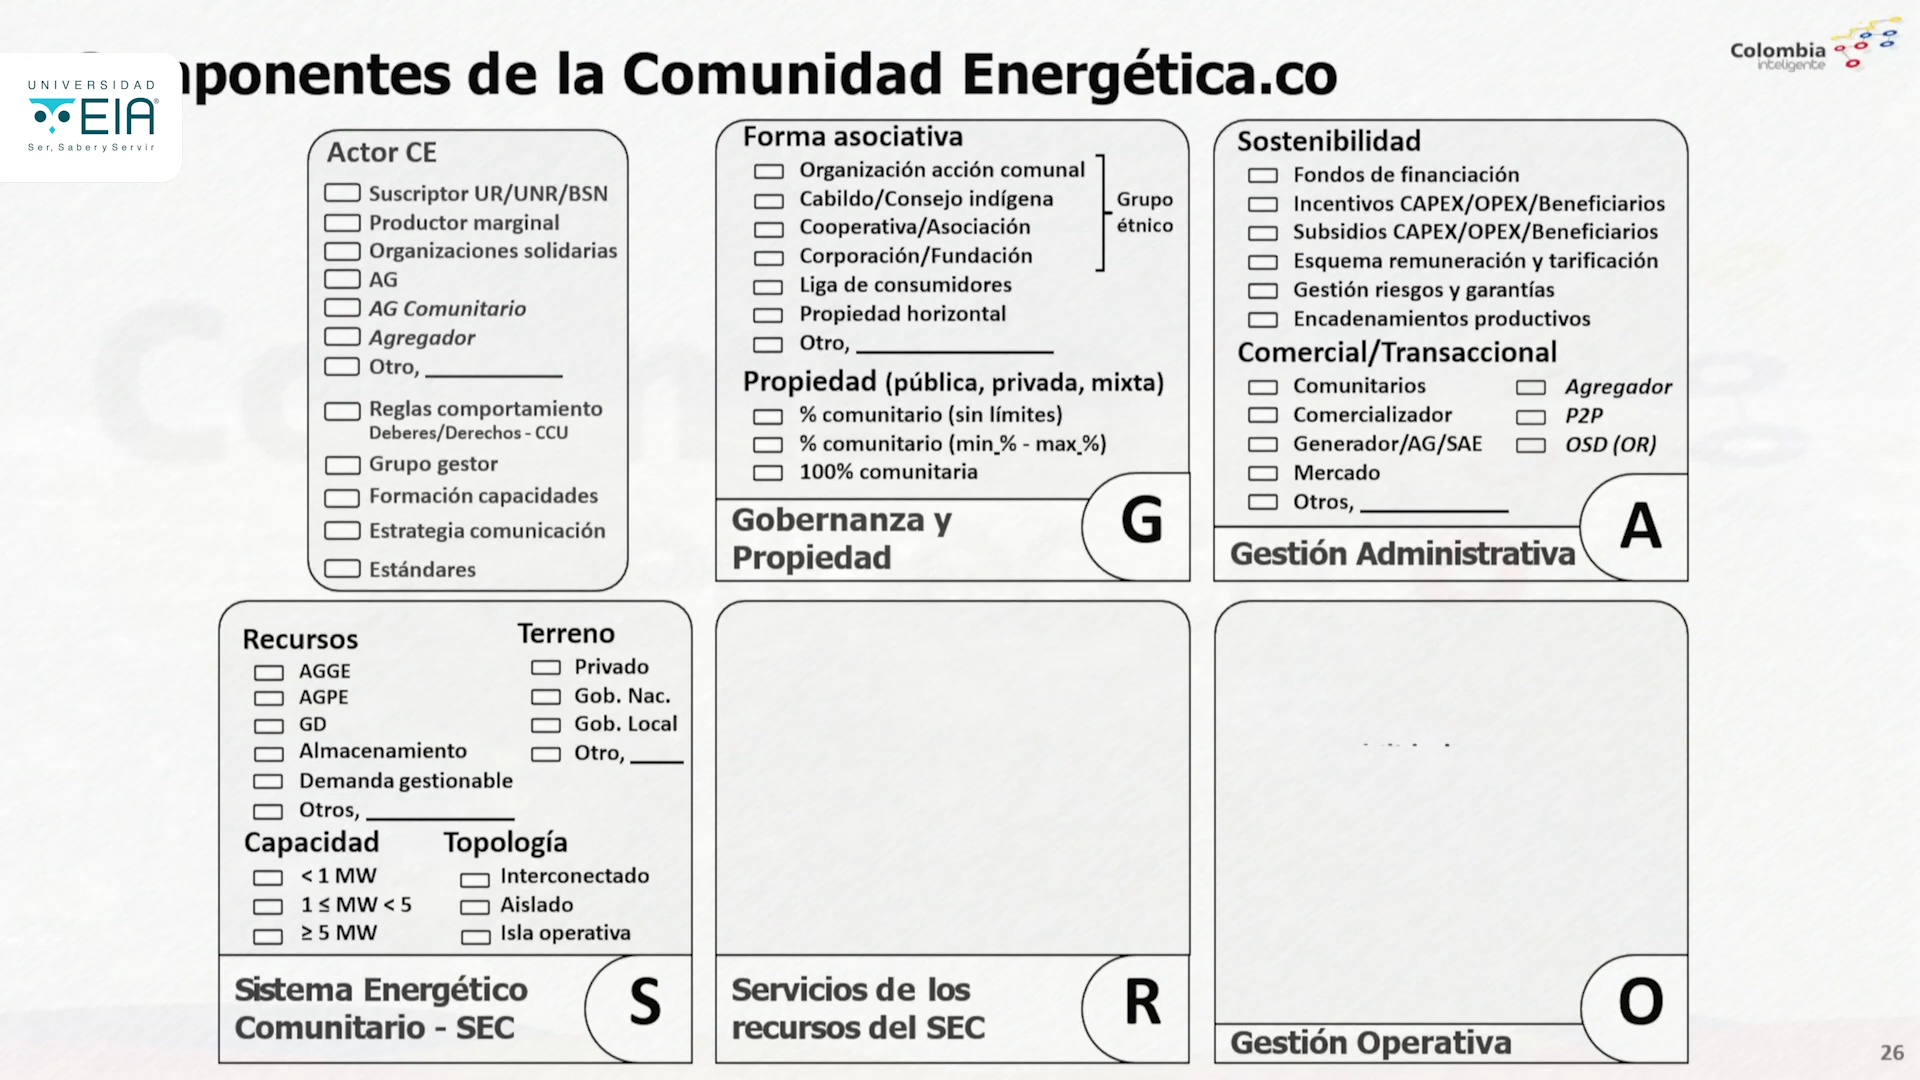 de la Comunidad Energética.co
Colombia
inteligente
UNIVERSIDAD
EIA
Ser, Saber y Servir
Actor CE
Suscriptor UR/UNR/BSN
Productor marginal
Organizaciones solidarias
AG
AG Comunitario
Agregador
Otro, ____________
Reglas comportamiento
Deberes/Derechos - CCU
Grupo gestor
Formación capacidades
Estrategia comunicación
Estándares
Forma asociativa
Organización acción comunal
Cabildo/Consejo indígena
Cooperativa/Asociación
Corporación/Fundación
Grupo
étnico
Liga de consumidores
Propiedad horizontal
Otro, _________________
Propiedad (pública, privada, mixta)
% comunitario (sin límites)
% comunitario (min_% - max_%)
100% comunitaria
Gobernanza y
Propiedad
G
Sostenibilidad
Fondos de financiación
Incentivos CAPEX/OPEX/Beneficiarios
Subsidios CAPEX/OPEX/Beneficiarios
Esquema remuneración y tarificación
Gestión riesgos y garantías
Encadenamientos productivos
Comercial/Transaccional
Comunitarios
Comercializador
Generador/AG/SAE
Mercado
Otros, _____________
Agregador
P2P
OSD (OR)
Gestión Administrativa
A
Recursos
AGGE
AGPE
GD
Almacenamiento
Demanda gestionable
Otros, _____________
Terreno
Privado
Gob. Nac.
Gob. Local
Otro, _____
Capacidad
< 1 MW
1 ≤ MW < 5
≥ 5 MW
Topología
Interconectado
Aislado
Isla operativa
Sistema Energético
Comunitario - SEC
S
Servicios de los
recursos del SEC
R
Gestión Operativa
O
26